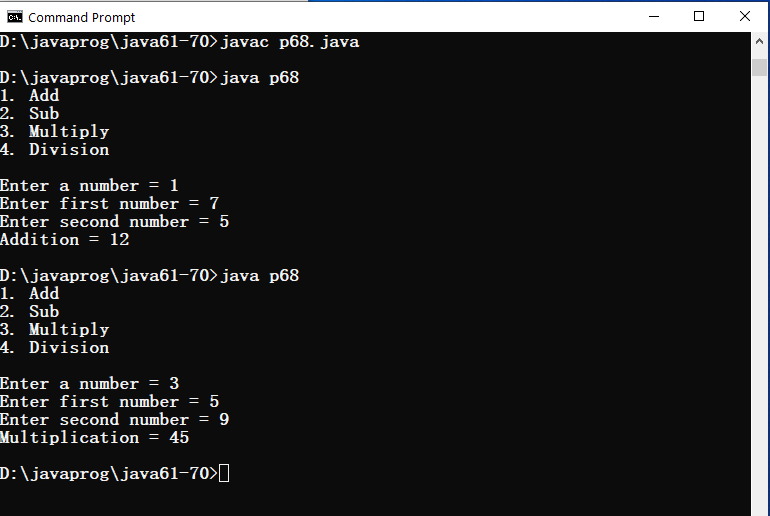 Command Prompt
D:\javaprog\java61-70>javac p68.java
D:\javaprog\java61-70>java p68
1. Add
2. Sub
3. Multiply
4. Division
Enter a number = 1
Enter first number = 7
Enter second number = 5
Addition = 12
D:\javaprog\java61-70>java p68
1. Add
2. Sub
3. Multiply
4. Division
Enter a number = 3
Enter first number = 5
Enter second number = 9
Multiplication = 45
D:\javaprog\java61-70>